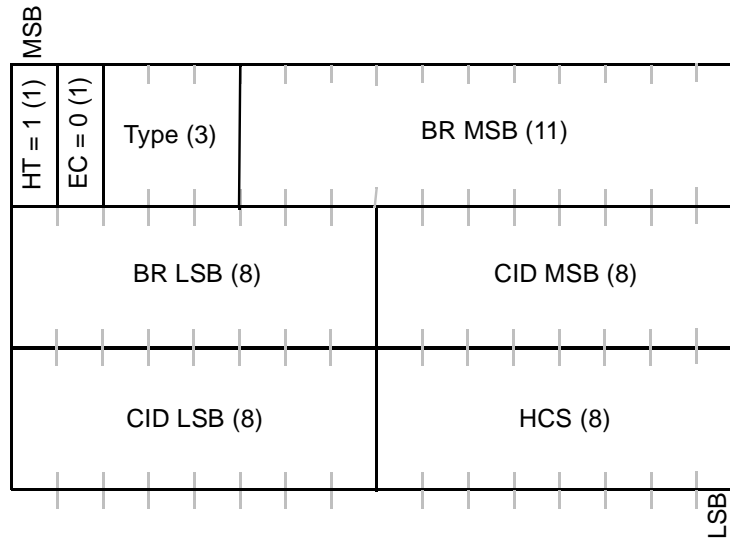 MSB
HT = 1 (1)
EC = 0 (1)
Type (3)
BR MSB (11)
BR LSB (8)
CID MSB (8)
CID LSB (8)
HCS (8)
LSB